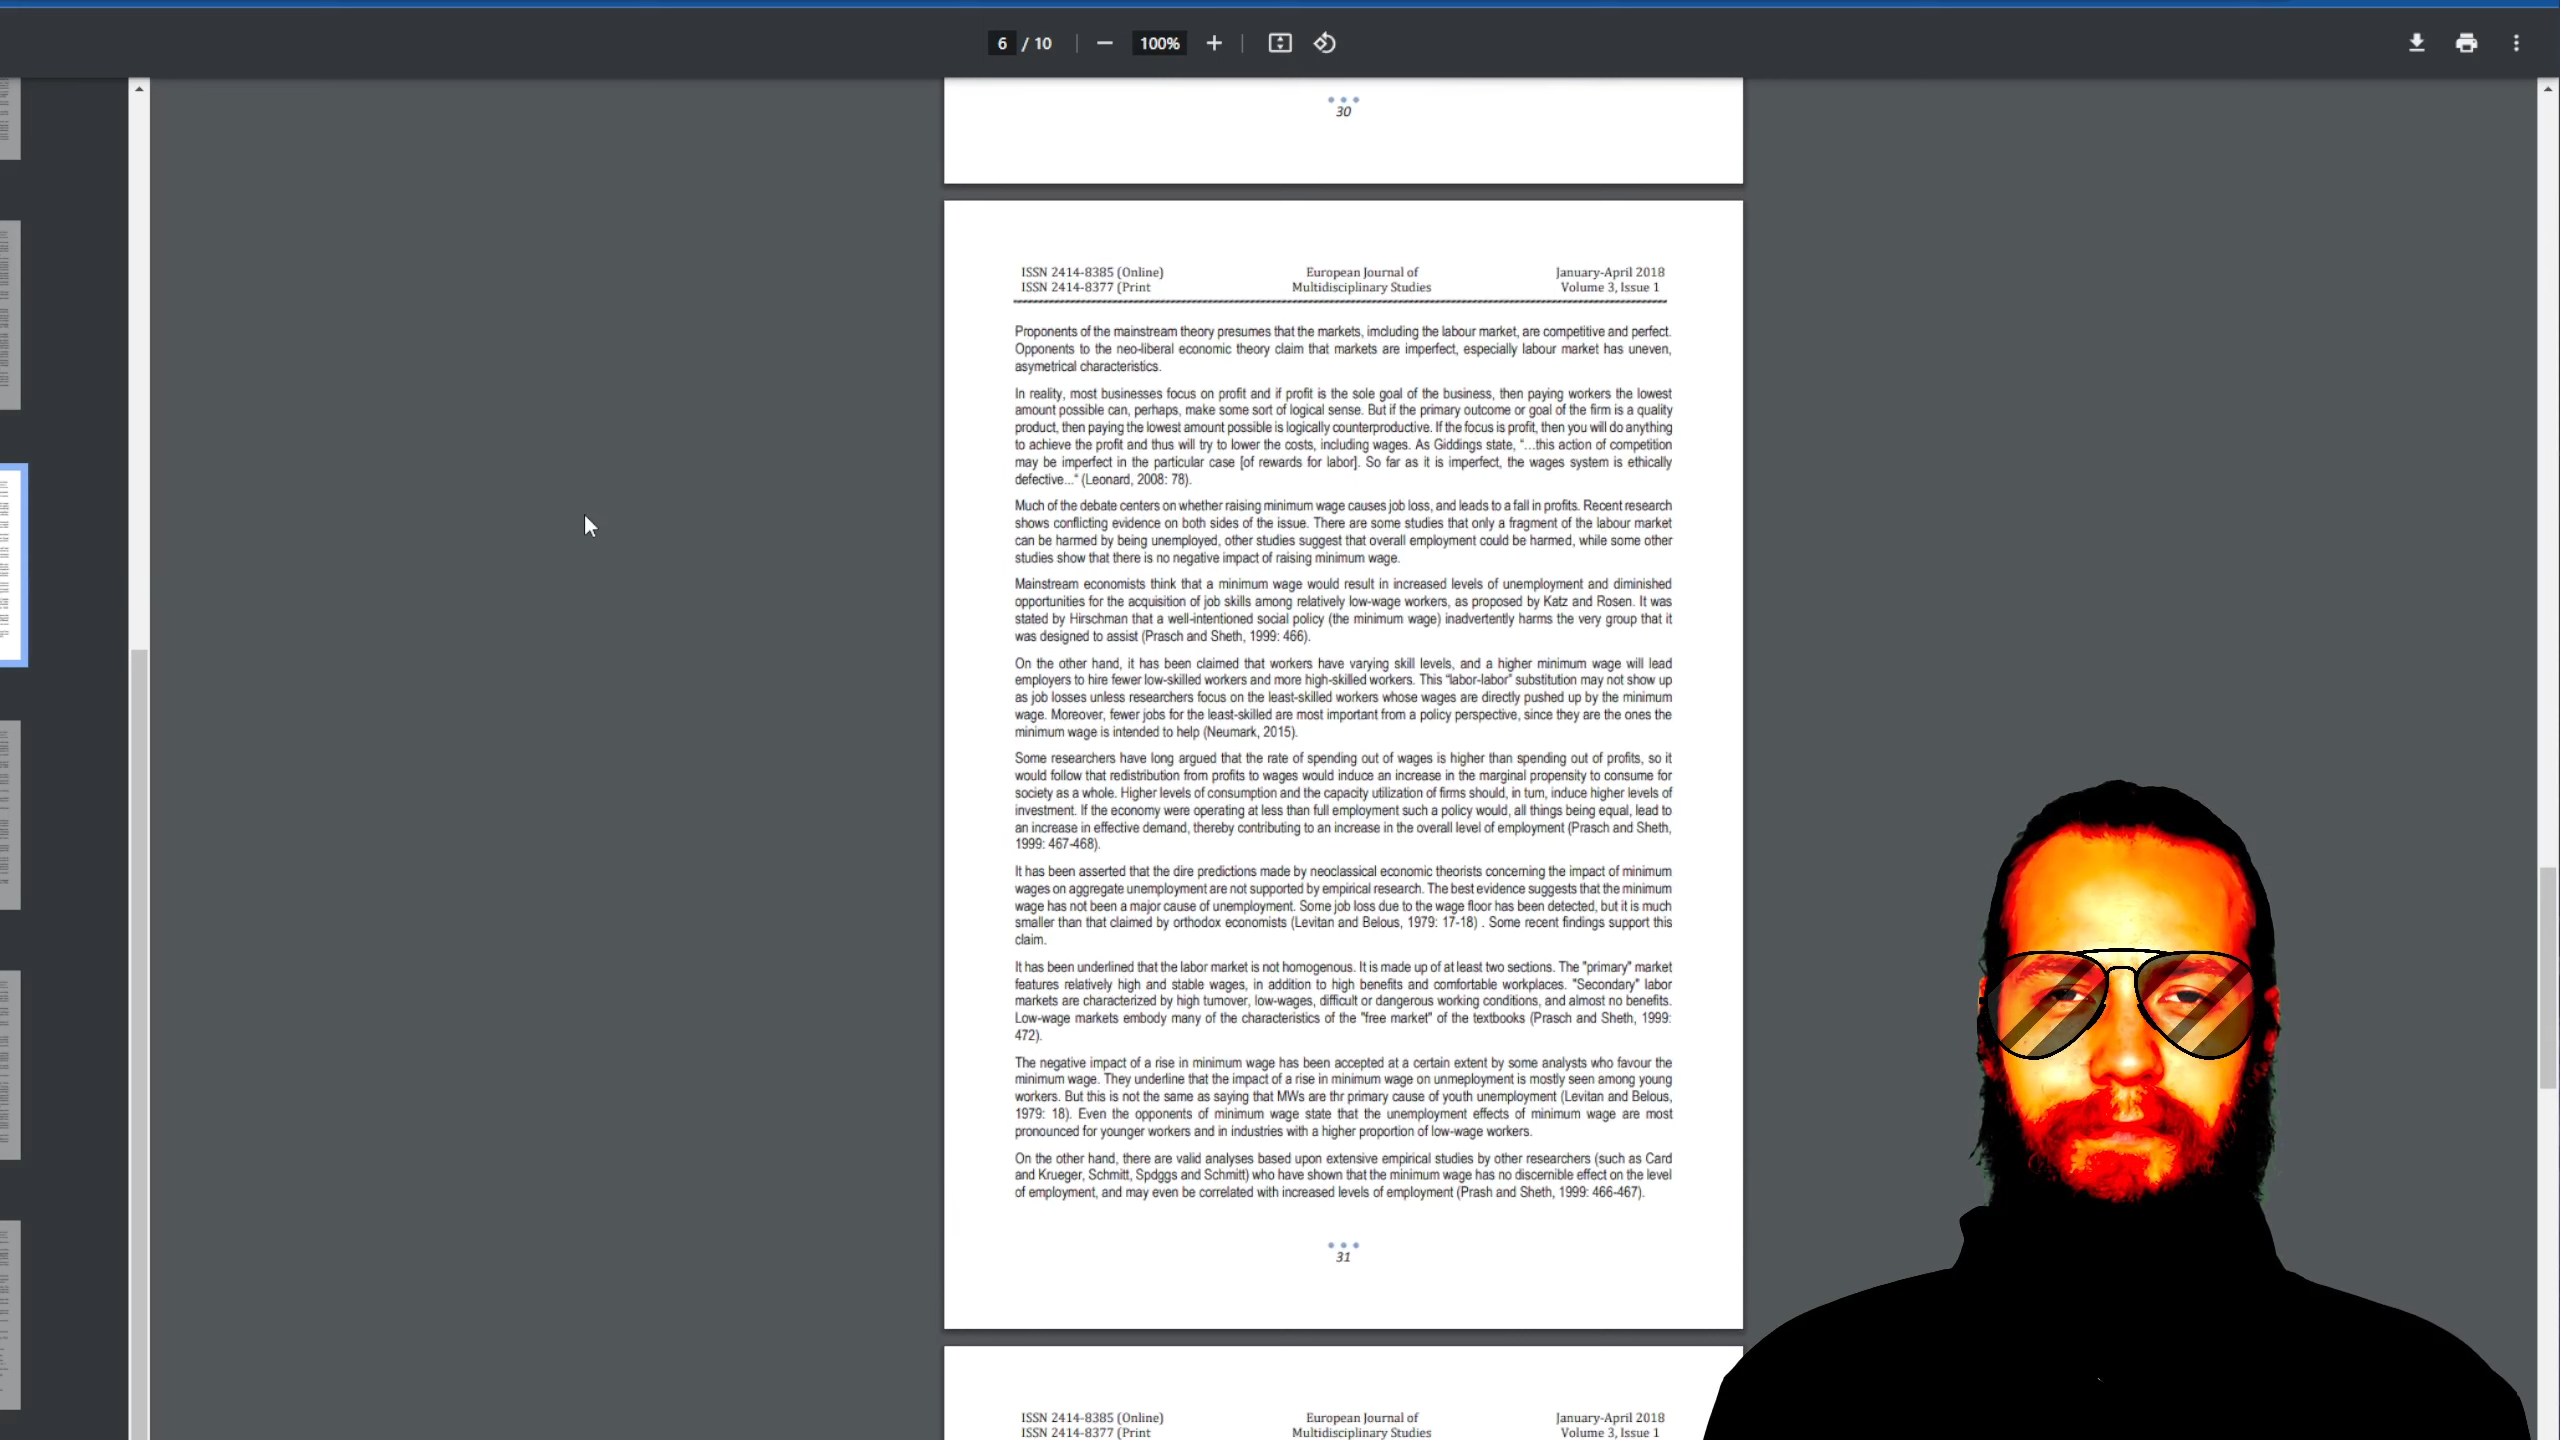 6 / 10
100%
30
ISSN 2414-8385 (Online)
ISSN 2414-8377 (Print
European Journal of
Multidisciplinary Studies
January-April 2018
Volume 3, Issue 1
Proponents of the mainstream theory presumes that the markets, imcluding the labour market, are competitive and perfect.
Opponents to the neo-liberal economic theory claim that markets are imperfect, especially labour market has uneven,
asymetrical characteristics.
In reality, most businesses focus on profit and if profit is the sole goal of the business, then paying workers the lowest
amount possible can, perhaps, make some sort of logical sense. But if the primary outcome or goal of the firm is a quality
product, then paying the lowest amount possible is logically counterproductive. If the focus is profit, then you will do anything
to achieve the profit and thus will try to lower the costs, including wages. As Giddings state, “...this action of competition
may be imperfect in the particular case [of rewards for labor]. So far as it is imperfect, the wages system is ethically
defective...“ (Leonard, 2008: 78).
Much of the debate centers on whether raising minimum wage causes job loss, and leads to a fall in profits. Recent research
shows conflicting evidence on both sides of the issue. There are some studies that only a fragment of the labour market
can be harmed by being unemployed, other studies suggest that overall employment could be harmed, while some other
studies show that there is no negative impact of raising minimum wage.
Mainstream economists think that a minimum wage would result in increased levels of unemployment and diminished
opportunities for the acquisition of job skills among relatively low-wage workers, as proposed by Katz and Rosen. It was
stated by Hirschman that a well-intentioned social policy (the minimum wage) inadvertently harms the very group that it
was designed to assist (Prasch and Sheth, 1999: 466).
On the other hand, it has been claimed that workers have varying skill levels, and a higher minimum wage will lead
employers to hire fewer low-skilled workers and more high-skilled workers. This “labor-labor” substitution may not show up
as job losses unless researchers focus on the least-skilled workers whose wages are directly pushed up by the minimum
wage. Moreover, fewer jobs for the least-skilled are most important from a policy perspective, since they are the ones the
minimum wage is intended to help (Neumark, 2015).
Some researchers have long argued that the rate of spending out of wages is higher than spending out of profits, so it
would follow that redistribution from profits to wages would induce an increase in the marginal propensity to consume for
society as a whole. Higher levels of consumption and the capacity utilization of firms should, in turn, induce higher levels of
investment. If the economy were operating at less than full employment such a policy would, all things being equal, lead to
an increase in effective demand, thereby contributing to an increase in the overall level of employment (Prasch and Sheth,
1999: 467-468).
It has been asserted that the dire predictions made by neoclassical economic theorists concerning the impact of minimum
wages on aggregate unemployment are not supported by empirical research. The best evidence suggests that the minimum
wage has not been a major cause of unemployment. Some job loss due to the wage floor has been detected, but it is much
smaller than that claimed by orthodox economists (Levitan and Belous, 1979: 17-18) . Some recent findings support this
claim.
It has been underlined that the labor market is not homogenous. It is made up of at least two sections. The "primary" market
features relatively high and stable wages, in addition to high benefits and comfortable workplaces. "Secondary" labor
markets are characterized by high turnover, low-wages, difficult or dangerous working conditions, and almost no benefits.
Low-wage markets embody many of the characteristics of the "free market" of the textbooks (Prasch and Sheth, 1999:
472).
The negative impact of a rise in minimum wage has been accepted at a certain extent by some analysts who favour the
minimum wage. They underline that the impact of a rise in minimum wage on unmeployment is mostly seen among young
workers. But this is not the same as saying that MWs are thr primary cause of youth unemployment (Levitan and Belous,
1979: 18). Even the opponents of minimum wage state that the unemployment effects of minimum wage are most
pronounced for younger workers and in industries with a higher proportion of low-wage workers.
On the other hand, there are valid analyses based upon extensive empirical studies by other researchers (such as Card
and Krueger, Schmitt, Spdggs and Schmitt) who have shown that the minimum wage has no discernible effect on the level
of employment, and may even be correlated with increased levels of employment (Prash and Sheth, 1999: 466-467).
31
ISSN 2414-8385 (Online)
ISSN 2414-8377 (Print
European Journal of
Multidisciplinary Studies
January-April 2018
Volume 3, Issue 1